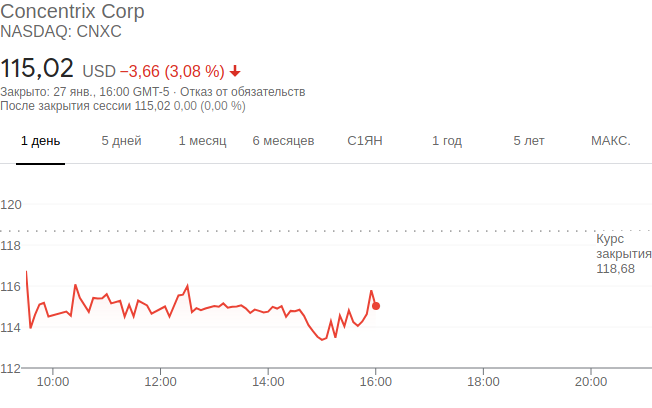 Concentrix Corp
NASDAQ: CNXC
115,02 USD −3,66 (3,08 %)
Закрыто: 27 янв., 16:00 GMT-5 · Отказ от обязательств
После закрытия сессии 115,02 0,00 (0,00 %)
1 день 5 дней 1 месяц 6 месяцев С1ЯН 1 год 5 лет МАКС.
120
118
116
114
112
Курс
закрытия
118,68
10:00 12:00 14:00 16:00 18:00 20:00